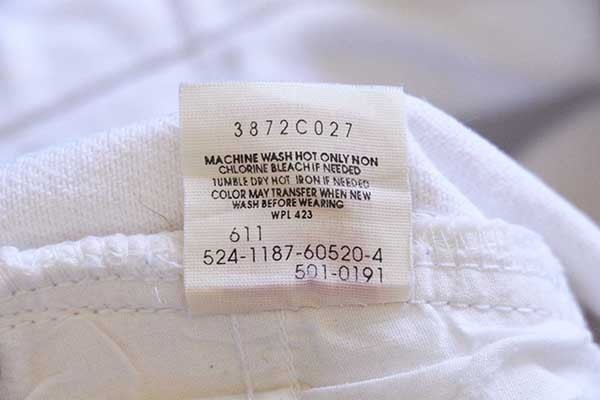 3872C027
MACHINE WASH HOT ONLY NON
CHLORINE BLEACH IF NEEDED
TUMBLE DRY HOT IRON IF NEEDED
COLOR MAY TRANSFER WHEN NEW
WASH BEFORE WEARING
WPL 423
611
524-1187-60520-4
501-0191